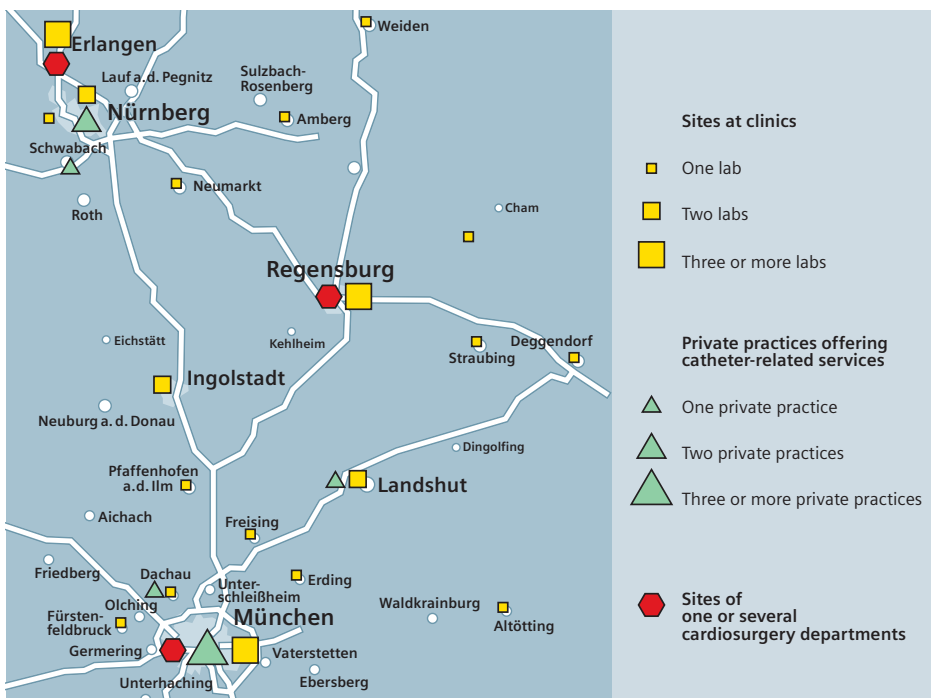 Weiden
Erlangen
Lauf a.d. Pegnitz
Sulzbach-
Rosenberg
Nürnberg
Amberg
Schwabach
Neumarkt
Roth
Cham
Regensburg
Eichstätt
Kehlheim
Straubing
Deggendorf
Ingolstadt
Neuburg a. d. Donau
Dingolfing
Pfaffenhofen
a.d. Ilm
Landshut
Aichach
Freising
Friedberg
Dachau
Unter-
schleißheim
Erding
Olching
Fürsten-
feldbruck
München
Waldkrainburg
Altötting
Germering
Vaterstetten
Unterhaching
Ebersberg
Sites at clinics
One lab
Two labs
Three or more labs
Private practices offering
catheter-related services
One private practice
Two private practices
Three or more private practices
Sites of
one or several
cardiosurgery departments